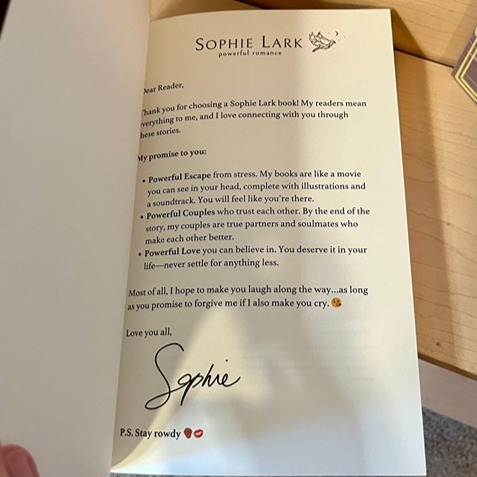 SOPHIE LARK
powerful romance
Dear Reader,
Thank you for choosing a Sophie Lark book! My readers mean
everything to me, and I love connecting with you through
these stories.
My promise to you:
• Powerful Escape from stress. My books are like a movie
you can see in your head, complete with illustrations and
a soundtrack. You will feel like you're there.
• Powerful Couples who trust each other. By the end of the
story, my couples are true partners and soulmates who
make each other better.
• Powerful Love you can believe in. You deserve it in your
life—never settle for anything less.
Most of all, I hope to make you laugh along the way...as long
as you promise to forgive me if I also make you cry. 😘
Love you all,
Sophie
P.S. Stay rowdy 🌹💋